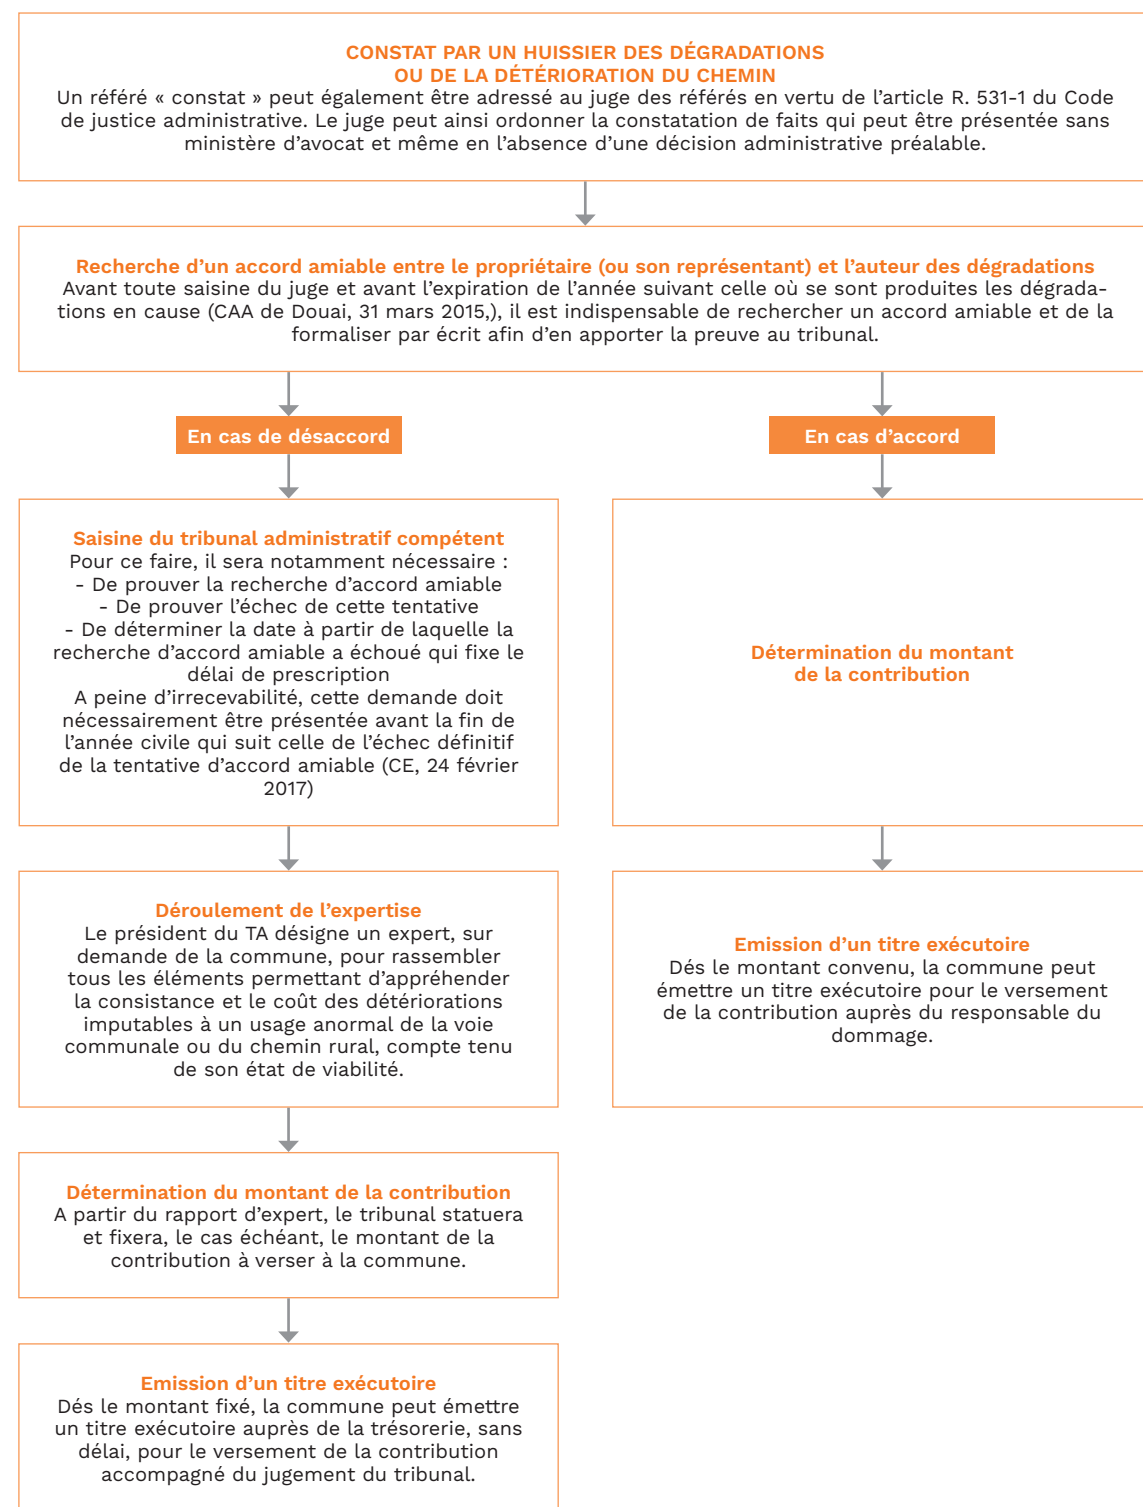 CONSTAT PAR UN HUISSIER DES DÉGRADATIONS
OU DE LA DÉTÉRIORATION DU CHEMIN
Un référé « constat » peut également être adressé au juge des référés en vertu de l’article R. 531-1 du Code
de justice administrative. Le juge peut ainsi ordonner la constatation de faits qui peut être présentée sans
ministère d’avocat et même en l’absence d’une décision administrative préalable.
Recherche d’un accord amiable entre le propriétaire (ou son représentant) et l’auteur des dégradations
Avant toute saisine du juge et avant l’expiration de l’année suivant celle où se sont produites les dégrada-
tions en cause (CAA de Douai, 31 mars 2015,), il est indispensable de rechercher un accord amiable et de la
formaliser par écrit afin d’en apporter la preuve au tribunal.
En cas de désaccord
Saisine du tribunal administratif compétent
Pour ce faire, il sera notamment nécessaire :
- De prouver la recherche d’accord amiable
- De prouver l’échec de cette tentative
- De déterminer la date à partir de laquelle la
recherche d’accord amiable a échoué qui fixe le
délai de prescription
A peine d’irrecevabilité, cette demande doit
nécessairement être présentée avant la fin de
l’année civile qui suit celle de l’échec définitif
de la tentative d’accord amiable (CE, 24 février
2017)
Déroulement de l’expertise
Le président du TA désigne un expert, sur
demande de la commune, pour rassembler
tous les éléments permettant d’appréhender
la consistance et le coût des détériorations
imputables à un usage anormal de la voie
communale ou du chemin rural, compte tenu
de son état de viabilité.
Détermination du montant de la contribution
A partir du rapport d’expert, le tribunal statuera
et fixera, le cas échéant, le montant de la
contribution à verser à la commune.
Emission d’un titre exécutoire
Dés le montant fixé, la commune peut émettre
un titre exécutoire auprès de la trésorerie, sans
délai, pour le versement de la contribution
accompagné du jugement du tribunal.
En cas d’accord
Détermination du montant
de la contribution
Emission d’un titre exécutoire
Dés le montant convenu, la commune peut
émettre un titre exécutoire pour le versement
de la contribution auprès du responsable du
dommage.